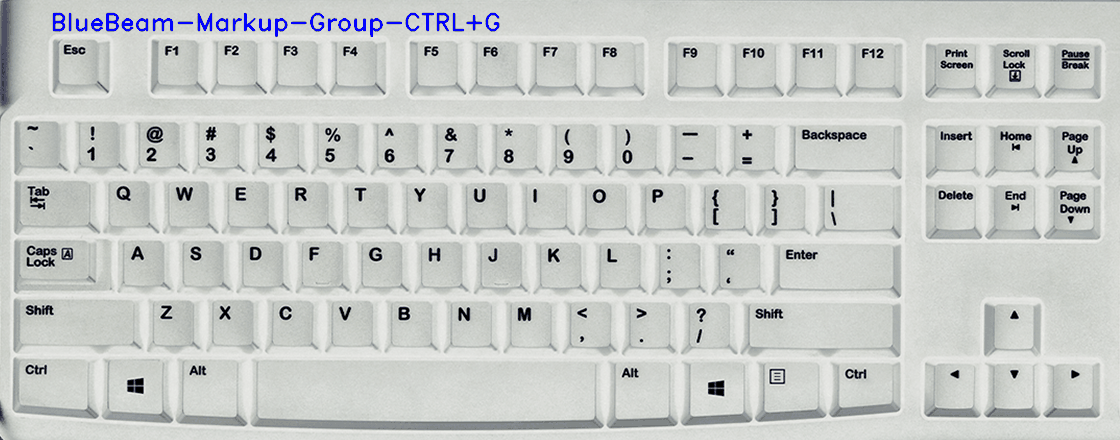 BlueBeam-Markup-Group-CTRL+G
Esc F1 F2 F3 F4 F5 F6 F7 F8 F9 F10 F11 F12 Print Screen Scroll Lock Pause Break
~ ` ! 1 @ 2 # 3 $ 4 % 5 ^ 6 & 7 * 8 ( 9 ) 0 — - + = Backspace Insert Home Page Up
Tab Q W E R T Y U I O P { [ } ] | \ Delete End Page Down
Caps Lock A A S D F G H J K L : ; “ ‘ Enter
Shift Z X C V B N M < , > . ? / Shift
Ctrl Alt Alt Ctrl